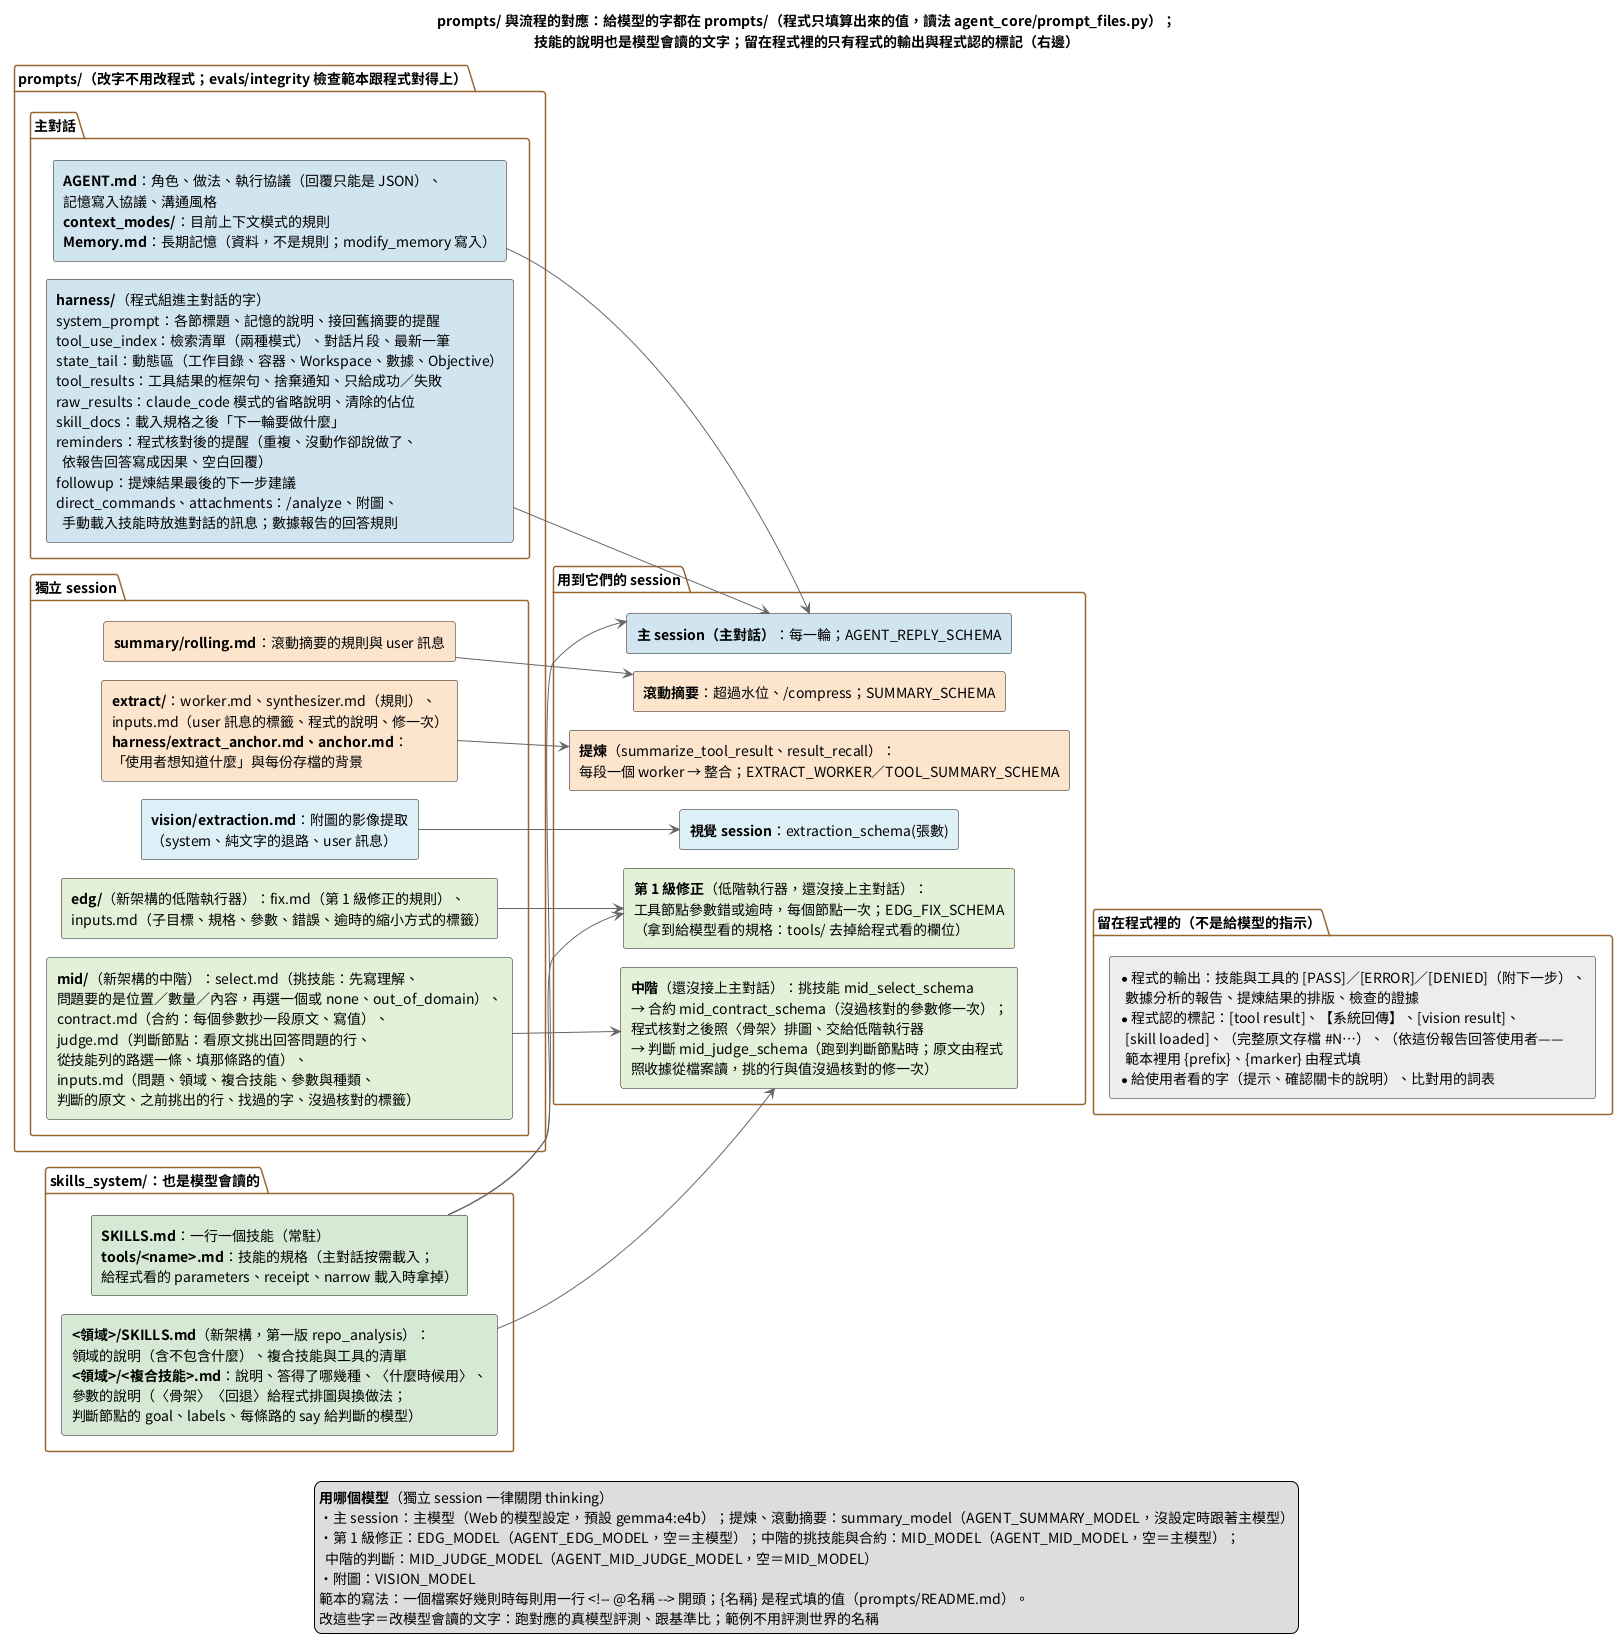 prompts/ 與流程的對應：給模型的字都在 prompts/（程式只填算出來的值，讀法 agent_core/prompt_files.py）；
技能的說明也是模型會讀的文字；留在程式裡的只有程式的輸出與程式認的標記（右邊）
prompts/（改字不用改程式；evals/integrity 檢查範本跟程式對得上）
主對話
AGENT.md：角色、做法、執行協議（回覆只能是 JSON）、
記憶寫入協議、溝通風格
context_modes/：目前上下文模式的規則
Memory.md：長期記憶（資料，不是規則；modify_memory 寫入）
harness/（程式組進主對話的字）
system_prompt：各節標題、記憶的說明、接回舊摘要的提醒
tool_use_index：檢索清單（兩種模式）、對話片段、最新一筆
state_tail：動態區（工作目錄、容器、Workspace、數據、Objective）
tool_results：工具結果的框架句、捨棄通知、只給成功／失敗
raw_results：claude_code 模式的省略說明、清除的佔位
skill_docs：載入規格之後「下一輪要做什麼」
reminders：程式核對後的提醒（重複、沒動作卻說做了、
依報告回答寫成因果、空白回覆）
followup：提煉結果最後的下一步建議
direct_commands、attachments：/analyze、附圖、
手動載入技能時放進對話的訊息；數據報告的回答規則
獨立 session
summary/rolling.md：滾動摘要的規則與 user 訊息
extract/：worker.md、synthesizer.md（規則）、
inputs.md（user 訊息的標籤、程式的說明、修一次）
harness/extract_anchor.md、anchor.md：
「使用者想知道什麼」與每份存檔的背景
vision/extraction.md：附圖的影像提取
（system、純文字的退路、user 訊息）
edg/（新架構的低階執行器）：fix.md（第 1 級修正的規則）、
inputs.md（子目標、規格、參數、錯誤、逾時的縮小方式的標籤）
mid/（新架構的中階）：select.md（挑技能：先寫理解、
問題要的是位置／數量／內容，再選一個或 none、out_of_domain）、
contract.md（合約：每個參數抄一段原文、寫值）、
judge.md（判斷節點：看原文挑出回答問題的行、
從技能列的路選一條、填那條路的值）、
inputs.md（問題、領域、複合技能、參數與種類、
判斷的原文、之前挑出的行、找過的字、沒過核對的標籤）
用到它們的 session
主 session（主對話）：每一輪；AGENT_REPLY_SCHEMA
滾動摘要：超過水位、/compress；SUMMARY_SCHEMA
提煉（summarize_tool_result、result_recall）：
每段一個 worker → 整合；EXTRACT_WORKER／TOOL_SUMMARY_SCHEMA
視覺 session：extraction_schema(張數)
第 1 級修正（低階執行器，還沒接上主對話）：
工具節點參數錯或逾時，每個節點一次；EDG_FIX_SCHEMA
（拿到給模型看的規格：tools/ 去掉給程式看的欄位）
中階（還沒接上主對話）：挑技能 mid_select_schema
→ 合約 mid_contract_schema（沒過核對的參數修一次）；
程式核對之後照〈骨架〉排圖、交給低階執行器
→ 判斷 mid_judge_schema（跑到判斷節點時；原文由程式
照收據從檔案讀，挑的行與值沒過核對的修一次）
留在程式裡的（不是給模型的指示）
• 程式的輸出：技能與工具的 [PASS]／[ERROR]／[DENIED]（附下一步）、
數據分析的報告、提煉結果的排版、檢查的證據
• 程式認的標記：[tool result]、【系統回傳】、[vision result]、
[skill loaded]、（完整原文存檔 #N⋯）、（依這份報告回答使用者——
範本裡用 {prefix}、{marker} 由程式填
• 給使用者看的字（提示、確認關卡的說明）、比對用的詞表
skills_system/：也是模型會讀的
SKILLS.md：一行一個技能（常駐）
tools/<name>.md：技能的規格（主對話按需載入；
給程式看的 parameters、receipt、narrow 載入時拿掉）
<領域>/SKILLS.md（新架構，第一版 repo_analysis）：
領域的說明（含不包含什麼）、複合技能與工具的清單
<領域>/<複合技能>.md：說明、答得了哪幾種、〈什麼時候用〉、
參數的說明（〈骨架〉〈回退〉給程式排圖與換做法；
判斷節點的 goal、labels、每條路的 say 給判斷的模型）
用哪個模型（獨立 session 一律關閉 thinking）
・主 session：主模型（Web 的模型設定，預設 gemma4:e4b）；提煉、滾動摘要：summary_model（AGENT_SUMMARY_MODEL，沒設定時跟著主模型）
・第 1 級修正：EDG_MODEL（AGENT_EDG_MODEL，空＝主模型）；中階的挑技能與合約：MID_MODEL（AGENT_MID_MODEL，空＝主模型）；
中階的判斷：MID_JUDGE_MODEL（AGENT_MID_JUDGE_MODEL，空＝MID_MODEL）
・附圖：VISION_MODEL
範本的寫法：一個檔案好幾則時每則用一行 <!-- @名稱 --> 開頭；{名稱} 是程式填的值（prompts/README.md）。
改這些字＝改模型會讀的文字：跑對應的真模型評測、跟基準比；範例不用評測世界的名稱